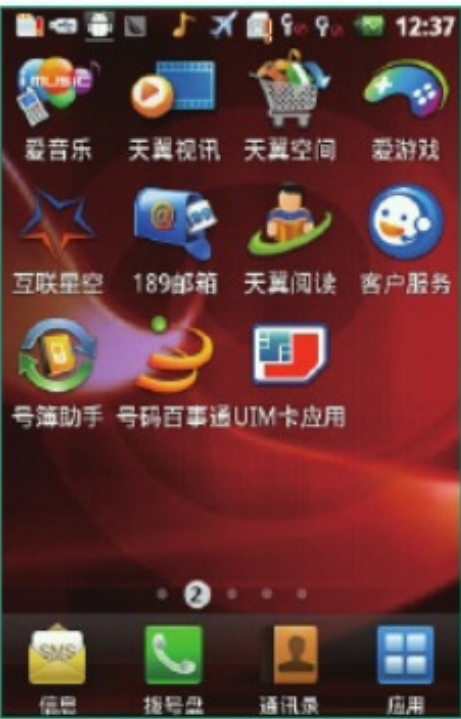 12:37
iMUSIC
爱音乐 天翼视讯 天翼空间 爱游戏
@ 189
互联星空 189邮箱 天翼阅读 客户服务
号簿助手 号码百事通 UIM卡应用
2
SMS
信息 拨号盘 通讯录 应用